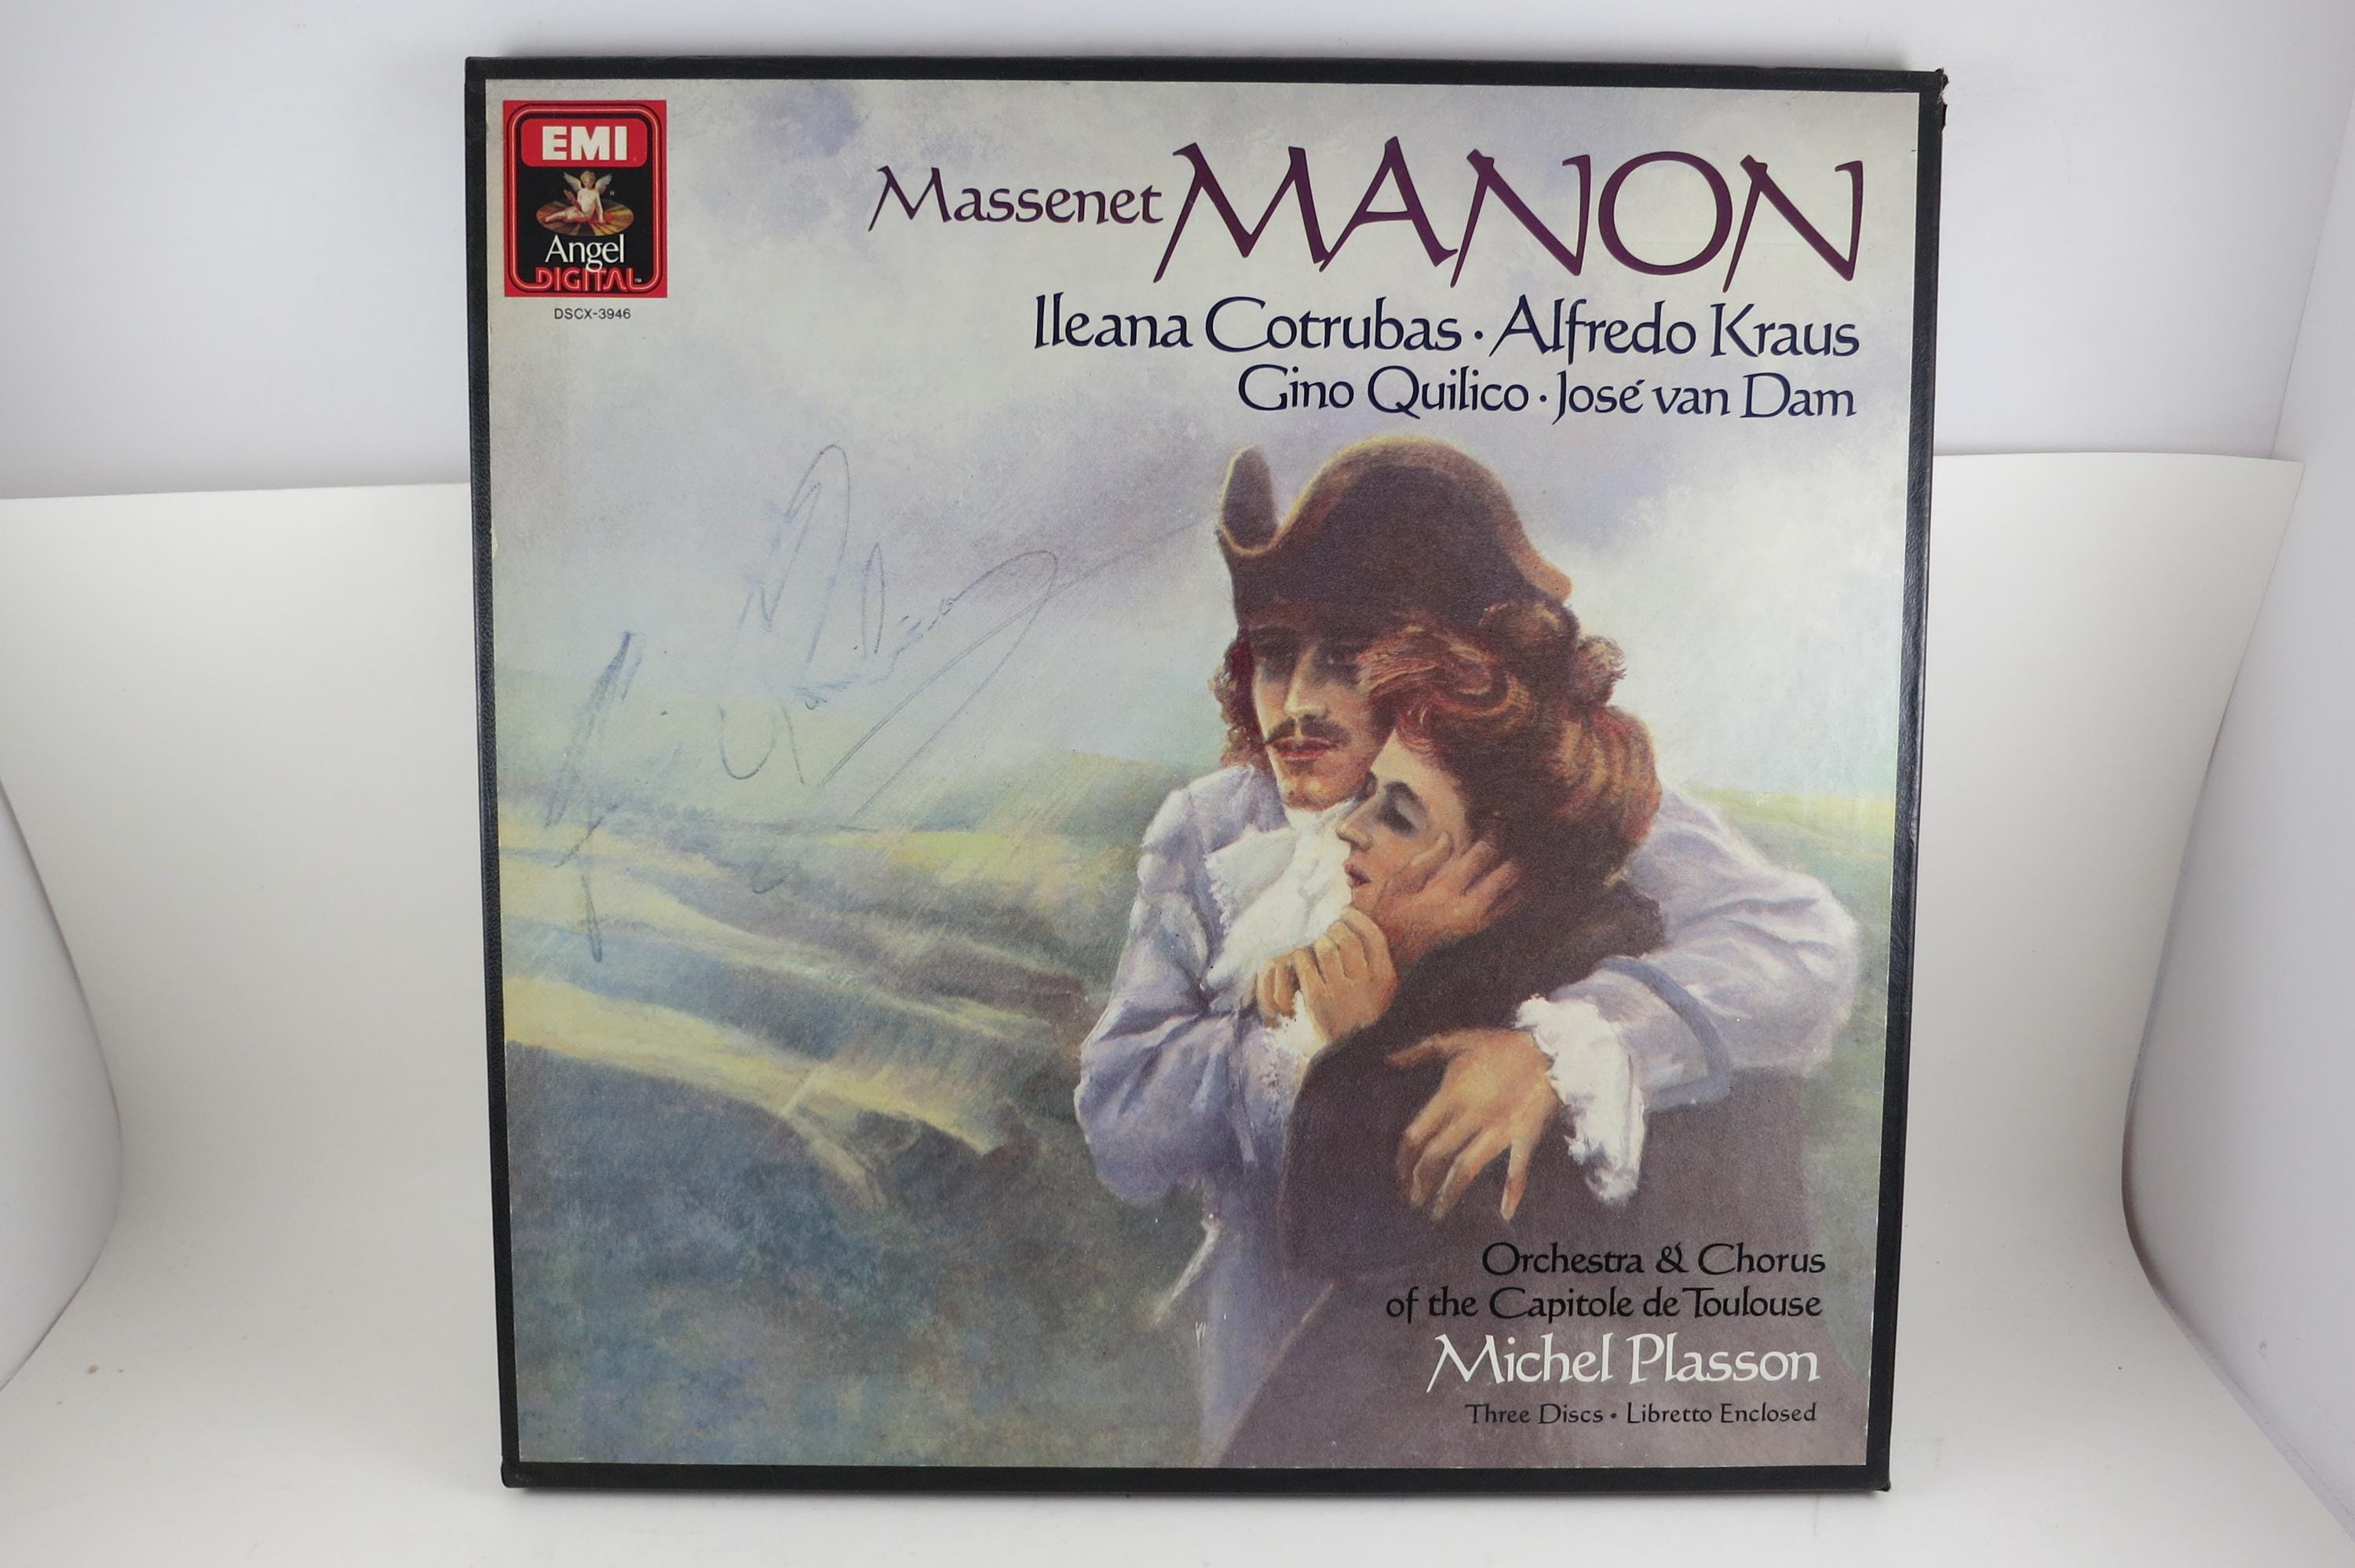 EMI
Angel
DIGITAL™
DSCX-3946
Massenet MANON
Ileana Cotrubas · Alfredo Kraus
Gino Quilico · José van Dam
Orchestra & Chorus
of the Capitole de Toulouse
Michel Plasson
Three Discs • Libretto Enclosed